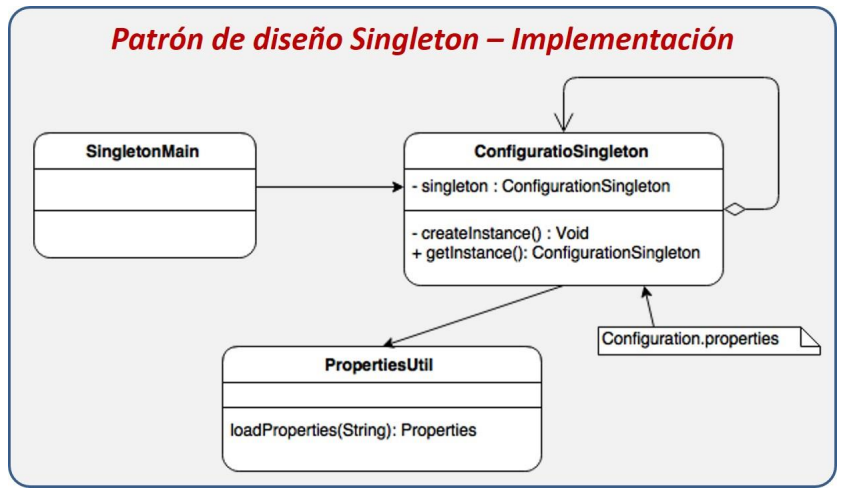 Patrón de diseño Singleton – Implementación
SingletonMain
ConfiguratioSingleton
- singleton : ConfigurationSingleton
- createInstance() : Void
+ getInstance(): ConfigurationSingleton
Configuration.properties
PropertiesUtil
loadProperties(String): Properties